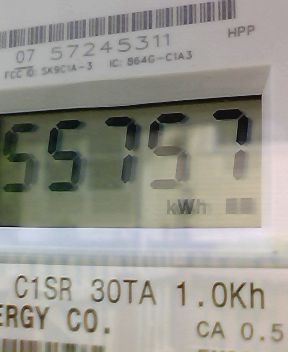 HPP
07 57245311
FCC ID: SK9C1A-3 IC: 864G-C1A3
55757
kWh
C1SR 30TA 1.0Kh
ERGY CO.
CA 0.5